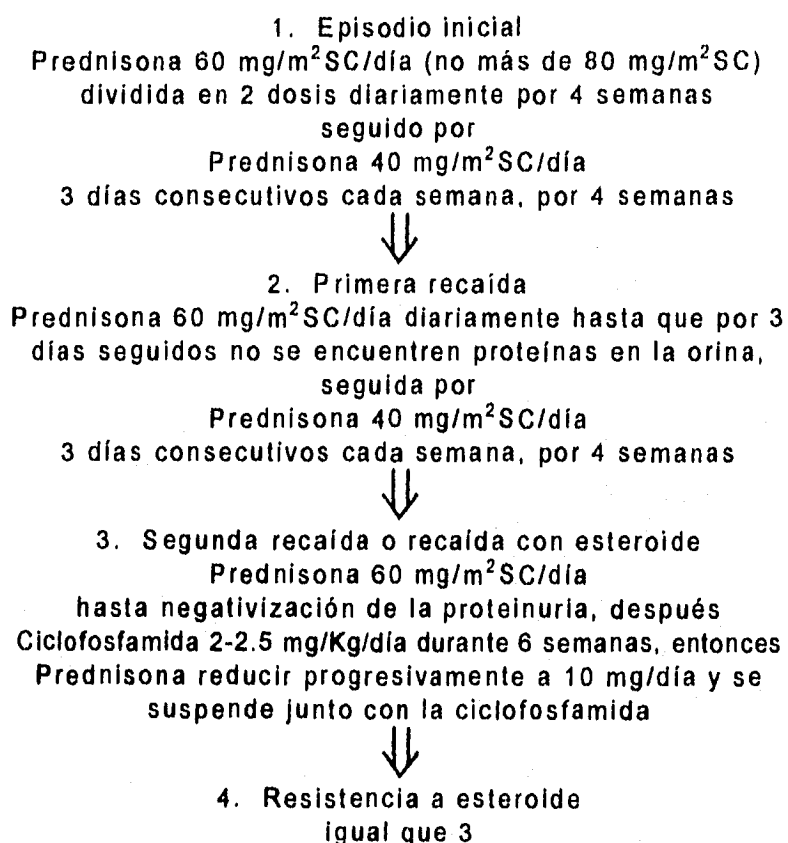 1. Episodio inicial
Prednisona 60 mg/m²SC/día (no más de 80 mg/m²SC)
dividida en 2 dosis diariamente por 4 semanas
seguido por
Prednisona 40 mg/m²SC/día
3 días consecutivos cada semana, por 4 semanas
⇓
2. Primera recaída
Prednisona 60 mg/m²SC/día diariamente hasta que por 3
días seguidos no se encuentren proteínas en la orina,
seguida por
Prednisona 40 mg/m²SC/día
3 días consecutivos cada semana, por 4 semanas
⇓
3. Segunda recaída o recaída con esteroide
Prednisona 60 mg/m²SC/día
hasta negativización de la proteinuria, después
Ciclofosfamida 2-2.5 mg/Kg/día durante 6 semanas, entonces
Prednisona reducir progresivamente a 10 mg/día y se
suspende junto con la ciclofosfamida
⇓
4. Resistencia a esteroide
igual que 3